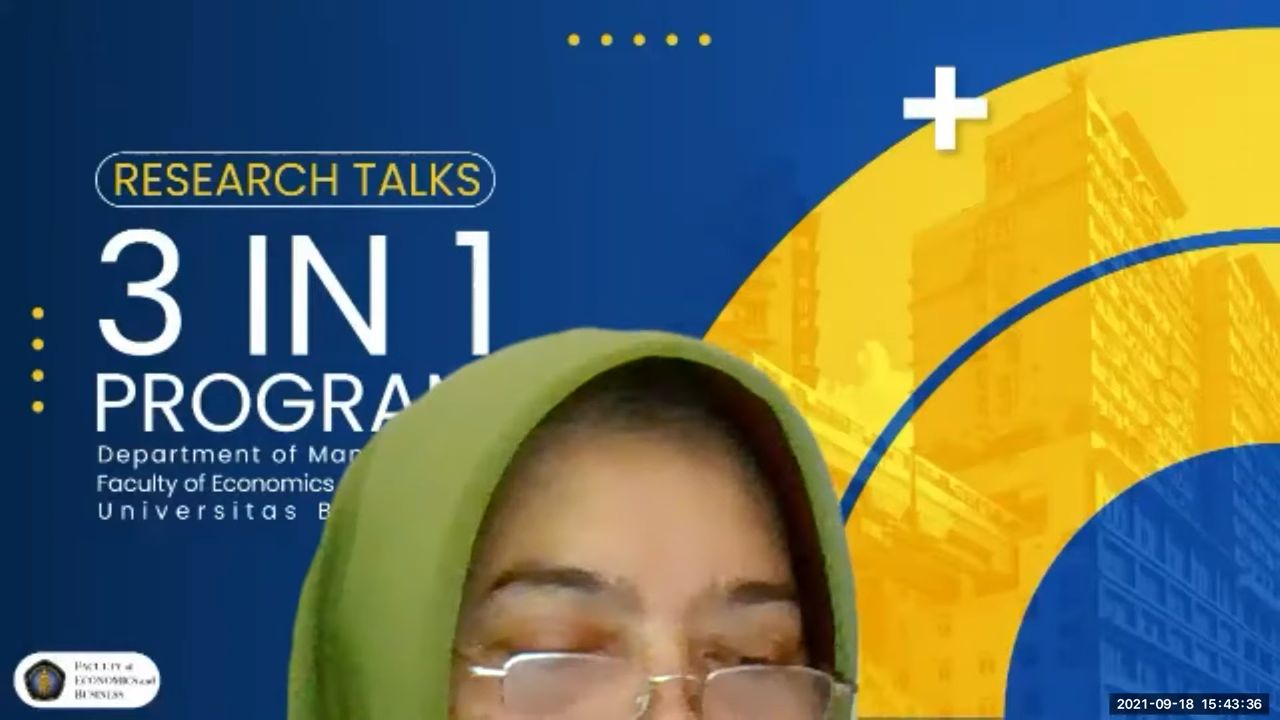 RESEARCH TALKS
3 IN 1
PROGRA
Department of Man
Faculty of Economics
Universitas B
FACULTY of
ECONOMICS and
BUSINESS
2021-09-18 15:43:36